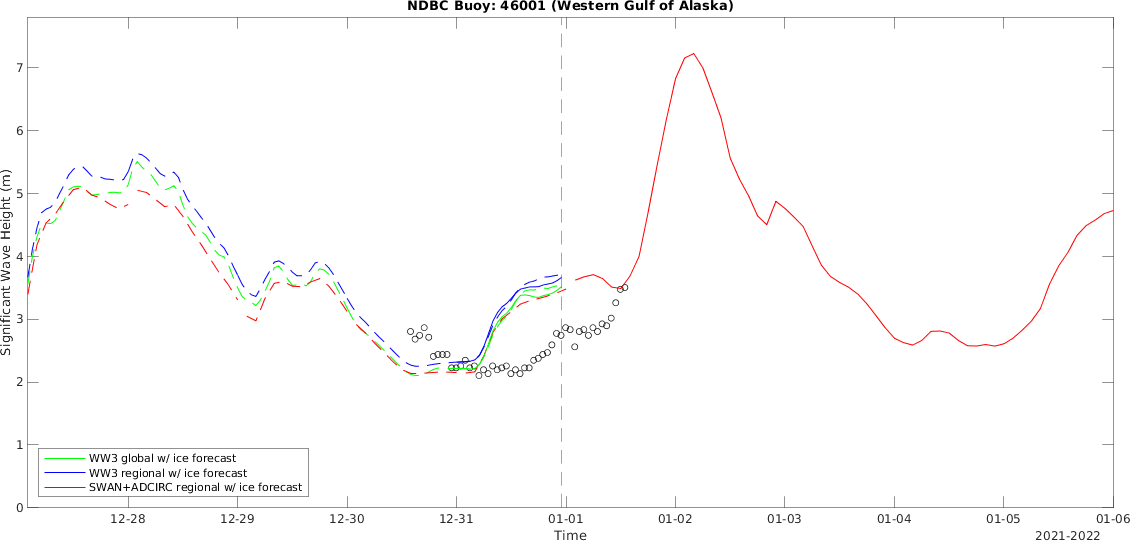 NDBC Buoy: 46001 (Western Gulf of Alaska)
Significant Wave Height (m)
7
6
5
4
3
2
1
0
WW3 global w/ ice forecast
WW3 regional w/ ice forecast
SWAN+ADCIRC regional w/ ice forecast
12-28 12-29 12-30 12-31 01-01 01-02 01-03 01-04 01-05 01-06
Time
2021-2022